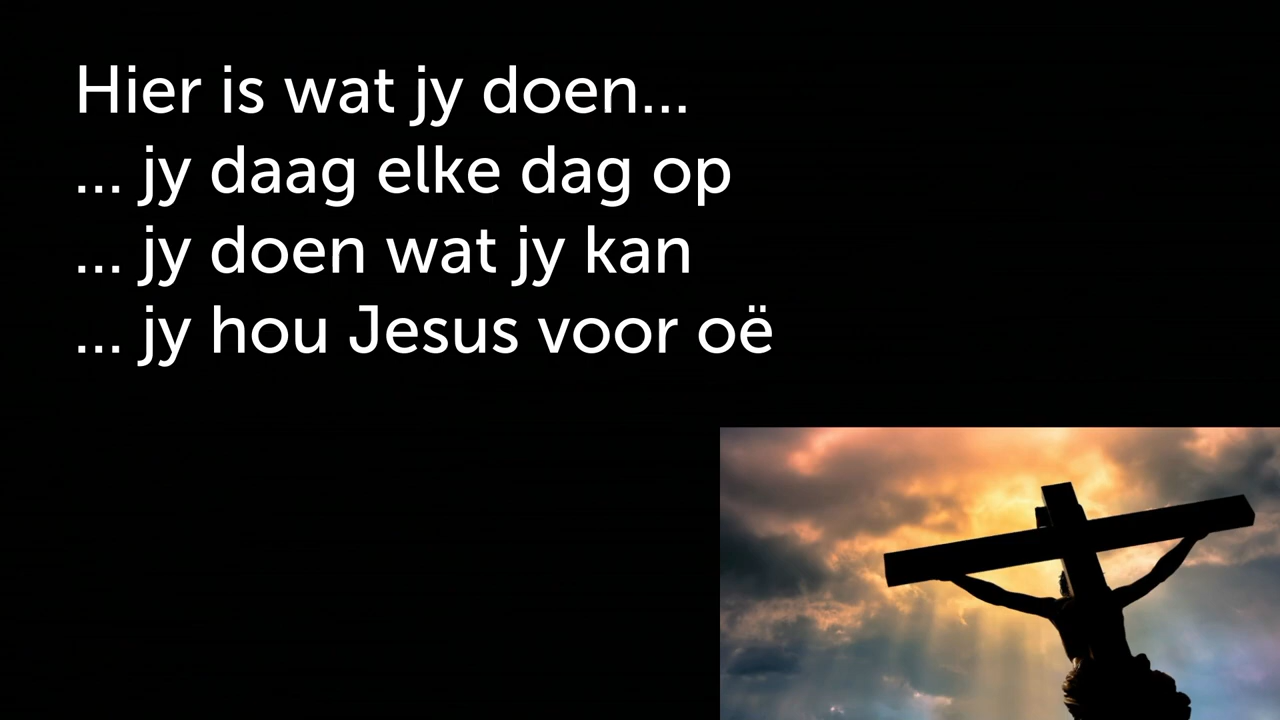 Hier is wat jy doen...
... jy daag elke dag op
... jy doen wat jy kan
... jy hou Jesus voor oë